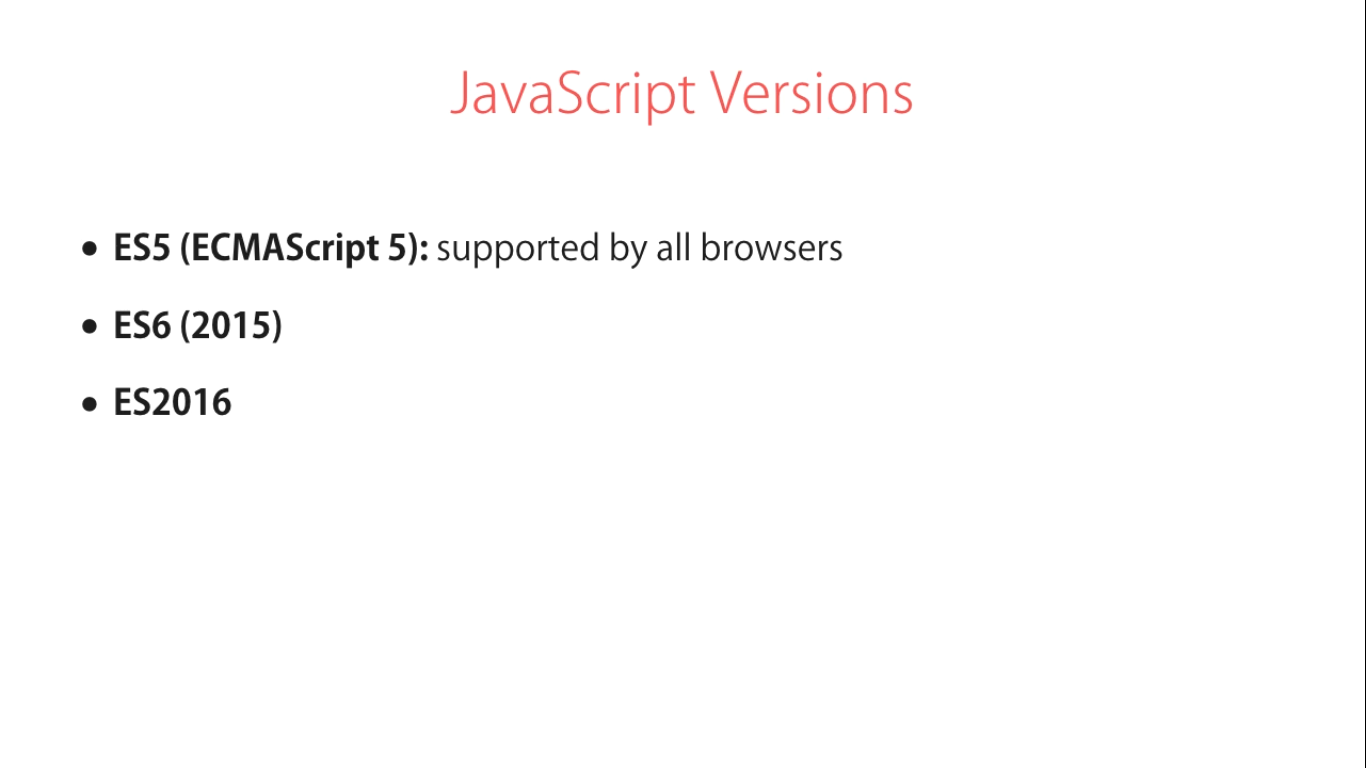 JavaScript Versions
• ES5 (ECMAScript 5): supported by all browsers
• ES6 (2015)
• ES2016